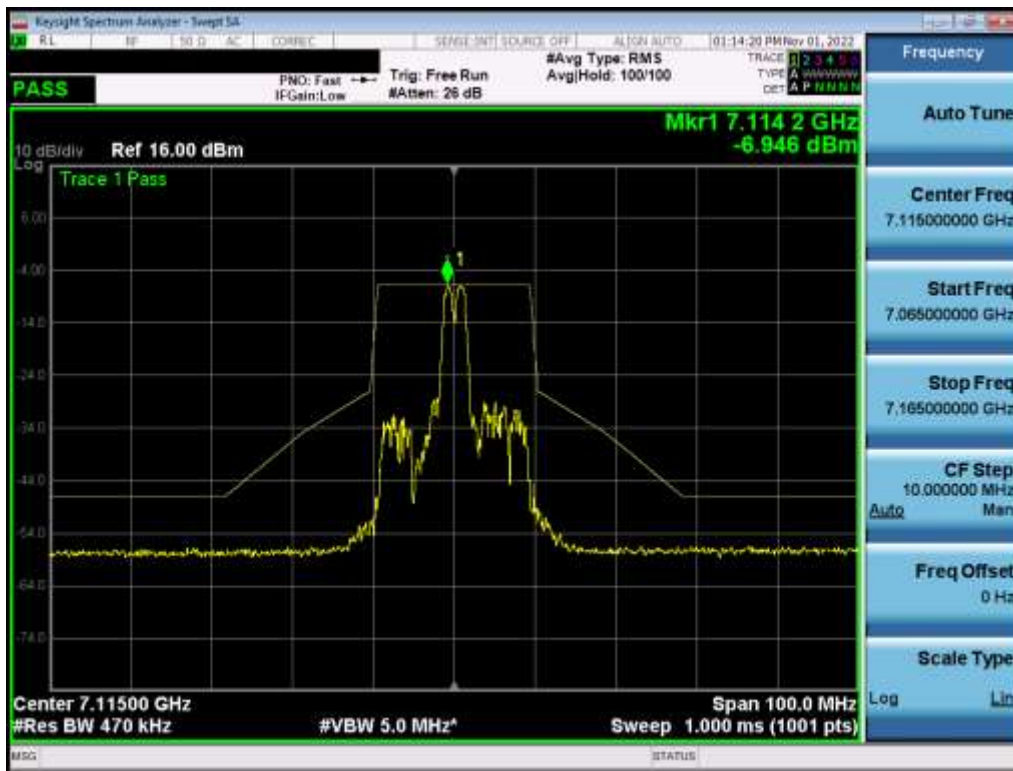 Keysight Spectrum Analyzer - Swept SA
RL RF 50 Ω AC CORREC SENSE:INT SOURCE OFF ALIGN AUTO 01:14:20 PM Nov 01, 2022
PASS
PNO: Fast
IFGain:Low
Trig: Free Run
#Atten: 26 dB
#Avg Type: RMS
Avg|Hold: 100/100
TRACE 1 2 3 4 5 6
TYPE A WWWWW
DET A P N N N N
Mkr1 7.114 2 GHz
-6.946 dBm
10 dB/div
Log
Ref 16.00 dBm
Trace 1 Pass
1
6.00
-4.00
-14.0
-24.0
-34.0
-44.0
-54.0
-64.0
-74.0
Center 7.11500 GHz
#Res BW 470 kHz
#VBW 5.0 MHz*
Span 100.0 MHz
Sweep 1.000 ms (1001 pts)
MSG
STATUS
Frequency
Auto Tune
Center Freq
7.115000000 GHz
Start Freq
7.065000000 GHz
Stop Freq
7.165000000 GHz
CF Step
10.000000 MHz
Auto Man
Freq Offset
0 Hz
Scale Type
Log Lin